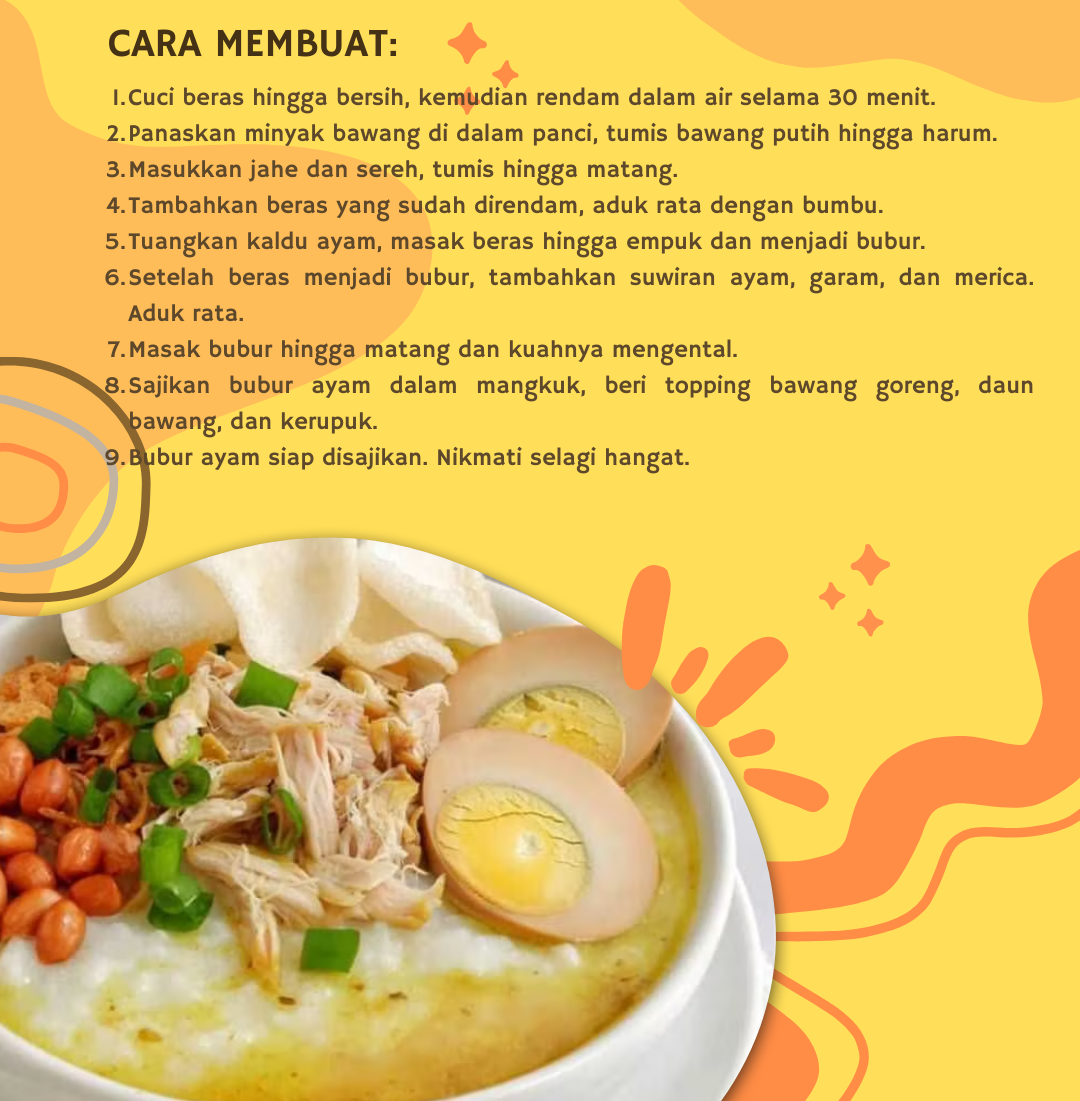 CARA MEMBUAT:
1.Cuci beras hingga bersih, kemudian rendam dalam air selama 30 menit.
2.Panaskan minyak bawang di dalam panci, tumis bawang putih hingga harum.
3.Masukkan jahe dan sereh, tumis hingga matang.
4.Tambahkan beras yang sudah direndam, aduk rata dengan bumbu.
5.Tuangkan kaldu ayam, masak beras hingga empuk dan menjadi bubur.
6.Setelah beras menjadi bubur, tambahkan suwiran ayam, garam, dan merica.
Aduk rata.
7.Masak bubur hingga matang dan kuahnya mengental.
8.Sajikan bubur ayam dalam mangkuk, beri topping bawang goreng, daun
bawang, dan kerupuk.
9.Bubur ayam siap disajikan. Nikmati selagi hangat.